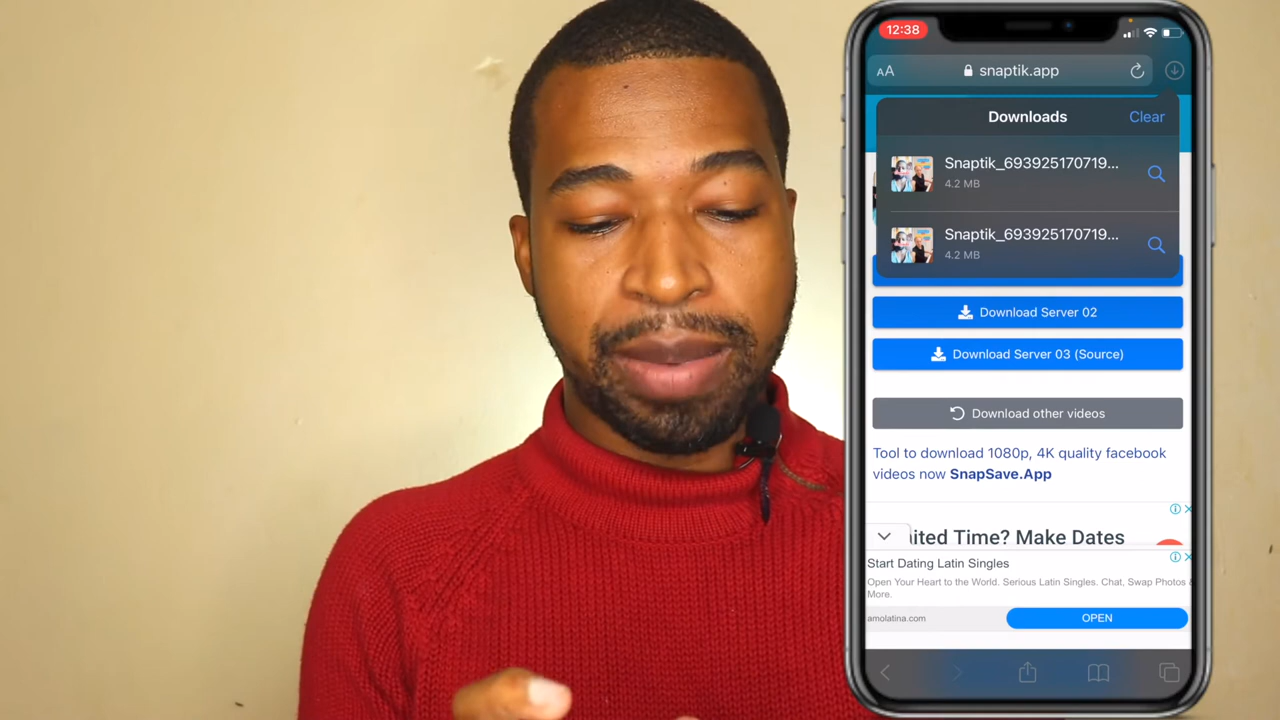 12:38
AA
snaptik.app
Downloads
Clear
Snaptik_693925170719...
4.2 MB
Snaptik_693925170719...
4.2 MB
Download Server 02
Download Server 03 (Source)
Download other videos
Tool to download 1080p, 4K quality facebook
videos now SnapSave.App
ited Time? Make Dates
Start Dating Latin Singles
Open Your Heart to the World. Serious Latin Singles. Chat, Swap Photos &
More.
amolatina.com
OPEN